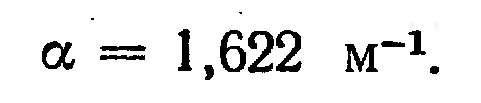 α = 1,622 м⁻¹.